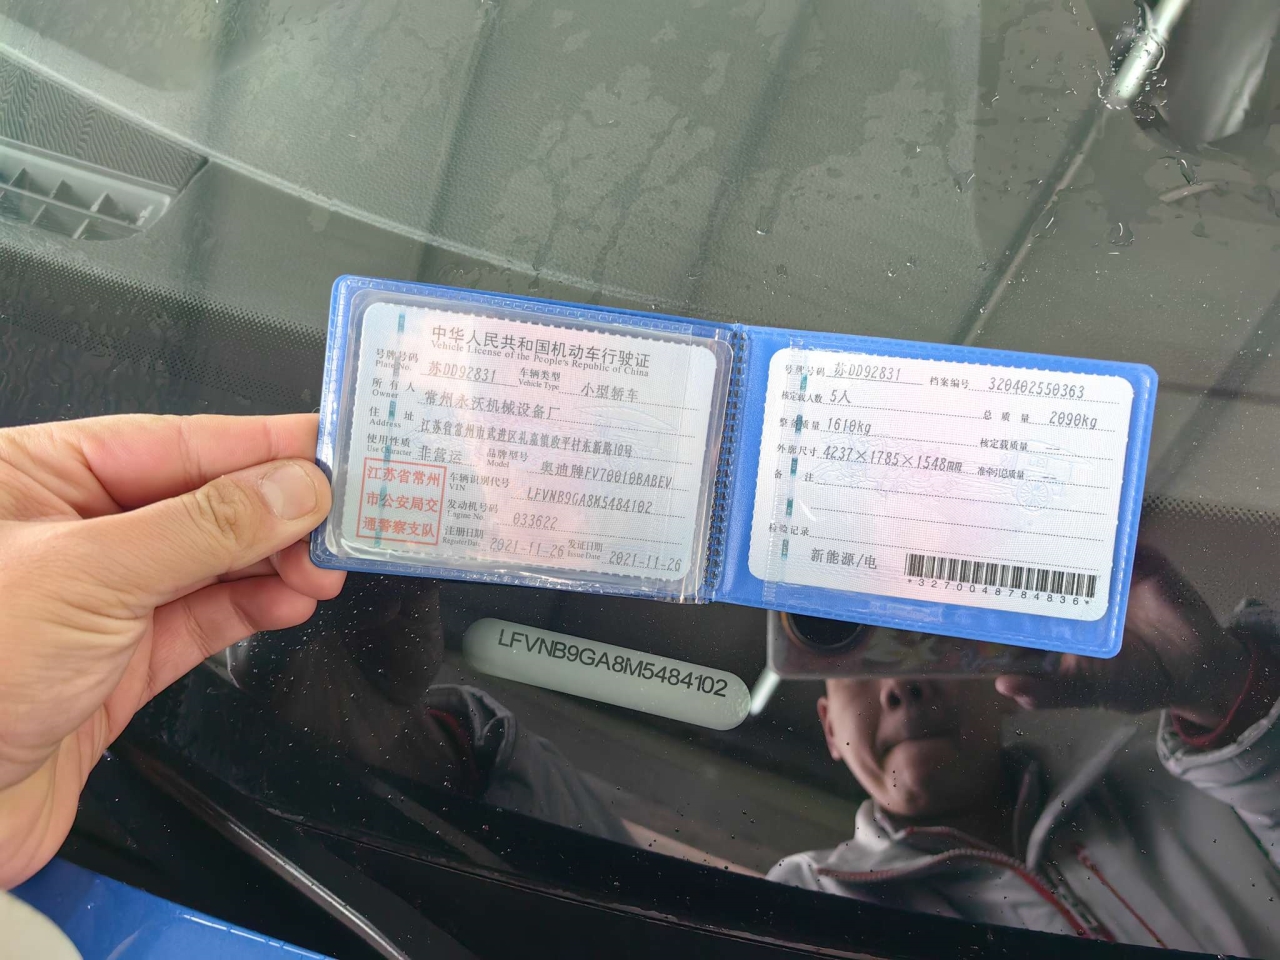 中华人民共和国机动车行驶证
Vehicle License of the People's Republic of China
号牌号码 苏DD92831 车辆类型 小型轿车
Plate No. Vehicle Type
所有人 常州永沃机械设备厂
Owner
住址 江苏省常州市武进区礼嘉镇政平村永新路10号
Address
使用性质 非营运 品牌型号 奥迪牌FV7001BABEV
Use Character Model
江苏省常州
市公安局交
通警察支队
车辆识别代号 LFVNB9GA8M5484102
VIN
发动机号码 033622
Engine No.
注册日期 2021-11-26 发证日期 2021-11-26
Register Date Issue Date
号牌号码 苏DD92831 档案编号 320402550363
核定载人数 5人 总质量 2090kg
整备质量 1610kg 核定载质量 --
外廓尺寸 4237×1785×1548mm 准牵引总质量 --
备注
检验记录
新能源/电
*3270048784836*
LFVNB9GA8M5484102